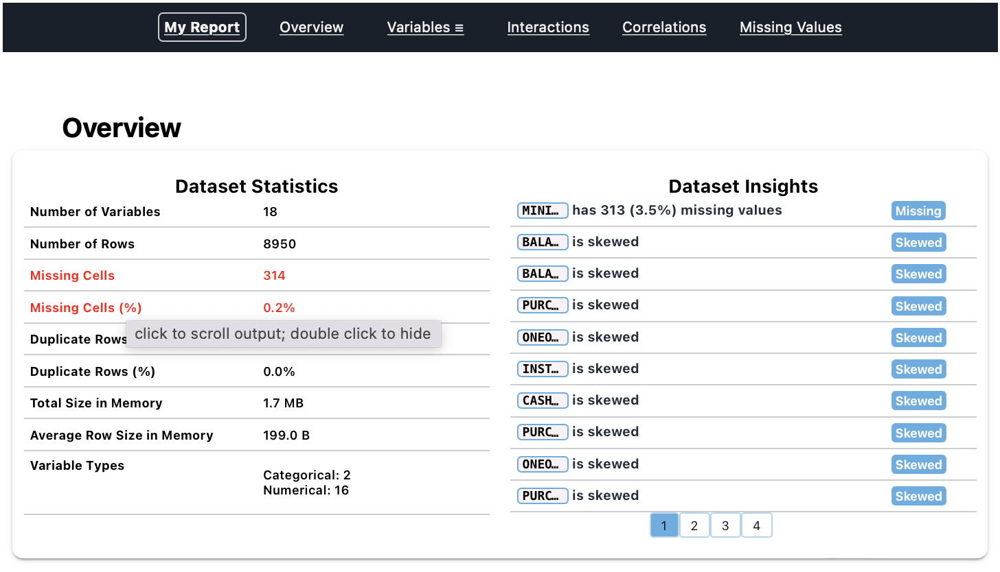 My Report Overview Variables ≡ Interactions Correlations Missing Values
Overview
Dataset Statistics
Number of Variables 18
Number of Rows 8950
Missing Cells 314
Missing Cells (%) 0.2%
Duplicate Rows
click to scroll output; double click to hide
Duplicate Rows (%) 0.0%
Total Size in Memory 1.7 MB
Average Row Size in Memory 199.0 B
Variable Types
Categorical: 2
Numerical: 16
Dataset Insights
MINI… has 313 (3.5%) missing values Missing
BALA… is skewed Skewed
BALA… is skewed Skewed
PURC… is skewed Skewed
ONEO… is skewed Skewed
INST… is skewed Skewed
CASH… is skewed Skewed
PURC… is skewed Skewed
ONEO… is skewed Skewed
PURC… is skewed Skewed
1 2 3 4